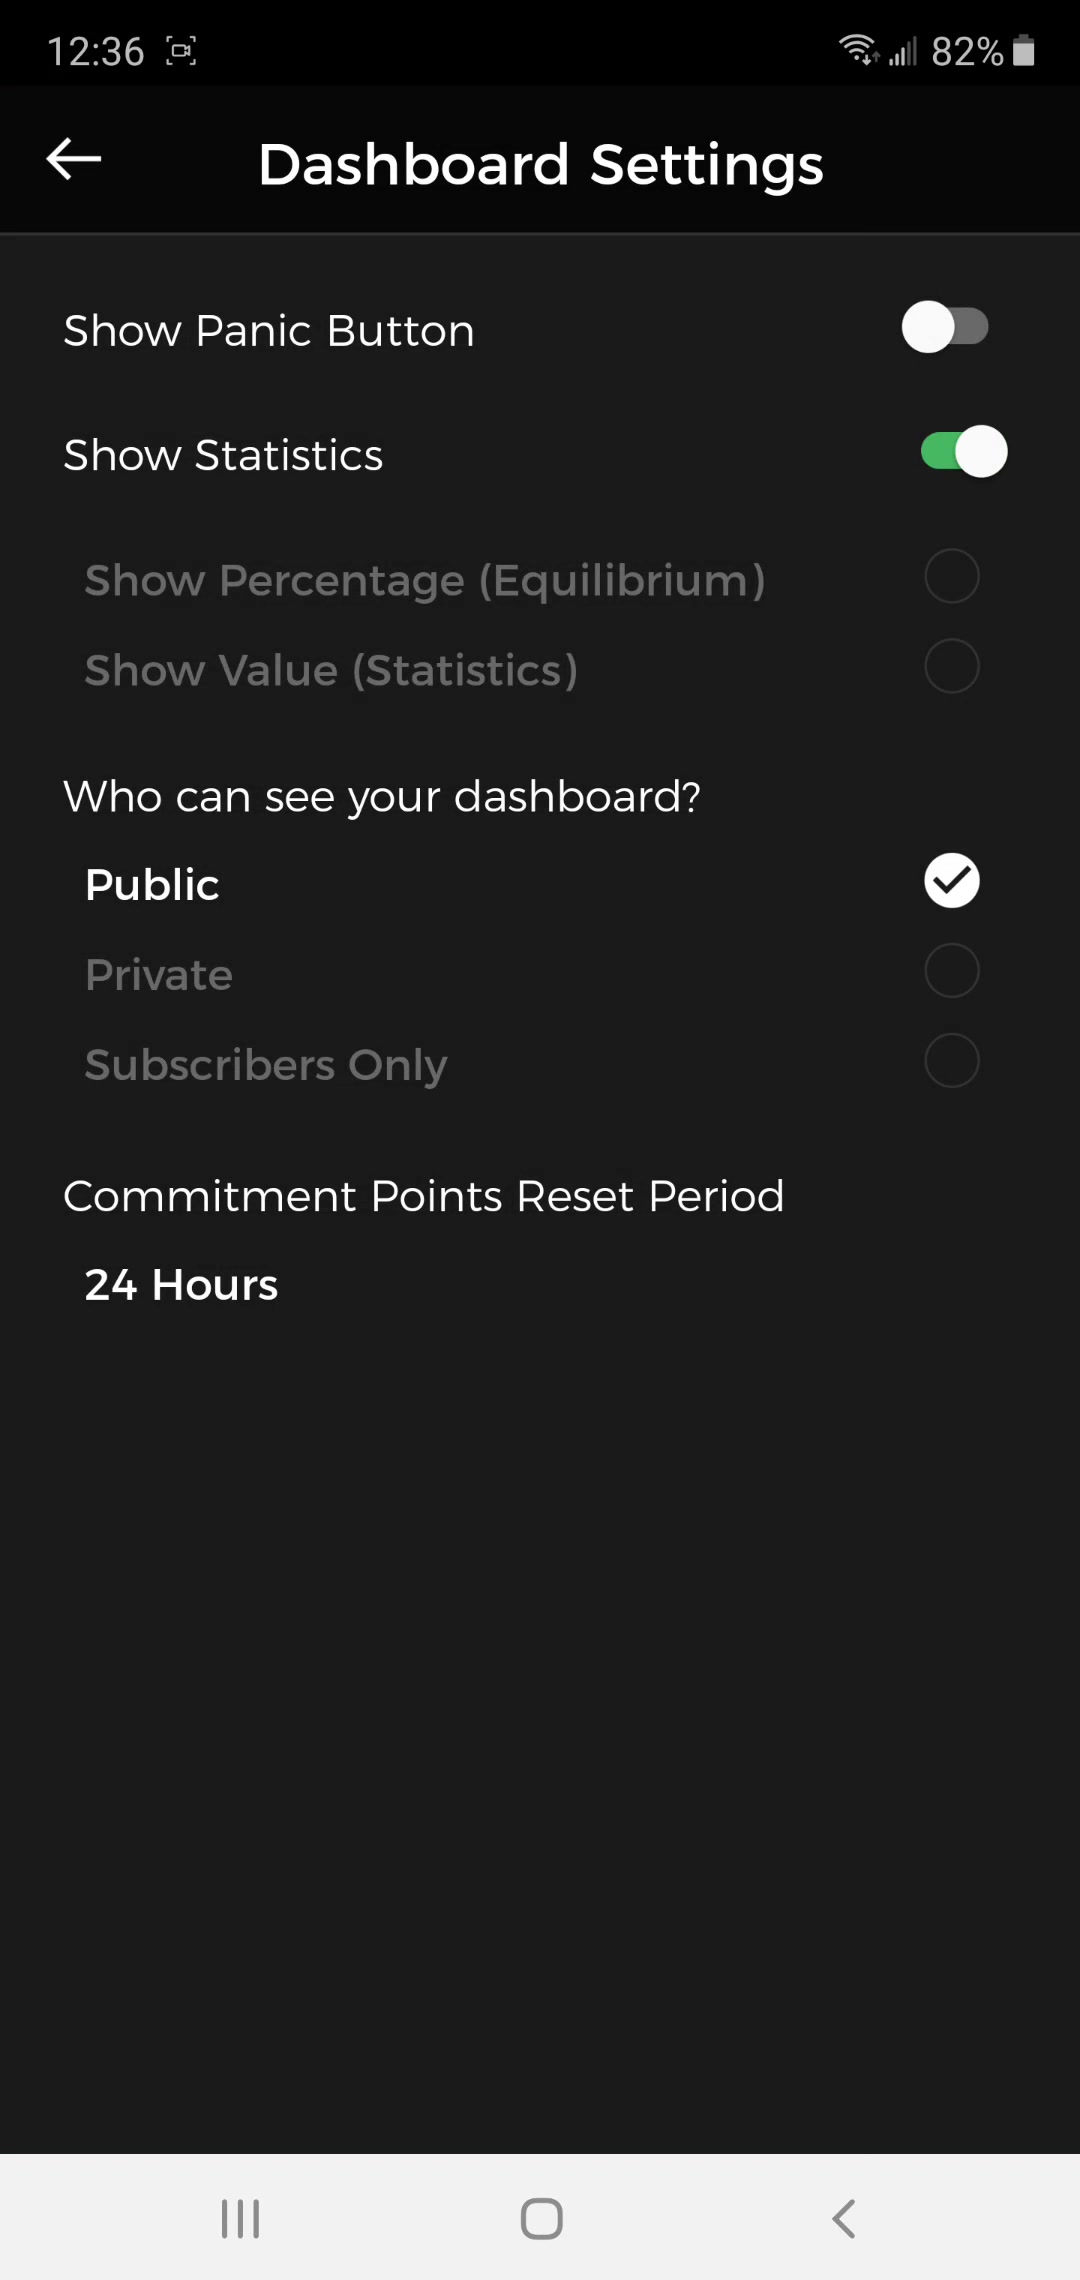 12:36
82%
Dashboard Settings
Show Panic Button
Show Statistics
Show Percentage (Equilibrium)
Show Value (Statistics)
Who can see your dashboard?
Public
Private
Subscribers Only
Commitment Points Reset Period
24 Hours